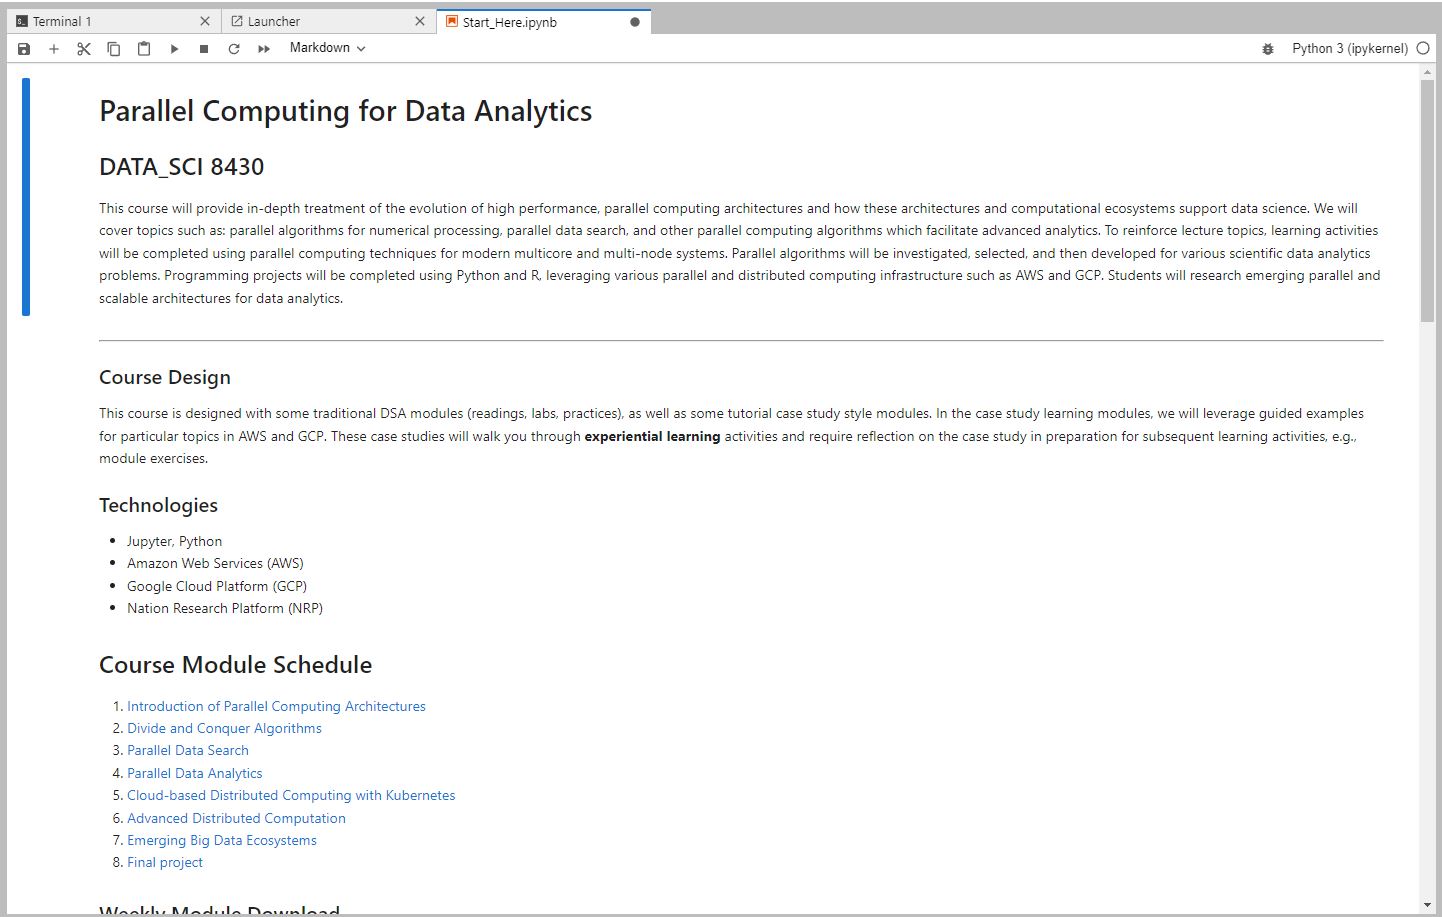 Terminal 1
Launcher
Start_Here.ipynb
Markdown
Python 3 (ipykernel)
Parallel Computing for Data Analytics
DATA_SCI 8430
This course will provide in-depth treatment of the evolution of high performance, parallel computing architectures and how these architectures and computational ecosystems support data science. We will
cover topics such as: parallel algorithms for numerical processing, parallel data search, and other parallel computing algorithms which facilitate advanced analytics. To reinforce lecture topics, learning activities
will be completed using parallel computing techniques for modern multicore and multi-node systems. Parallel algorithms will be investigated, selected, and then developed for various scientific data analytics
problems. Programming projects will be completed using Python and R, leveraging various parallel and distributed computing infrastructure such as AWS and GCP. Students will research emerging parallel and
scalable architectures for data analytics.
Course Design
This course is designed with some traditional DSA modules (readings, labs, practices), as well as some tutorial case study style modules. In the case study learning modules, we will leverage guided examples
for particular topics in AWS and GCP. These case studies will walk you through experiential learning activities and require reflection on the case study in preparation for subsequent learning activities, e.g.,
module exercises.
Technologies
• Jupyter, Python
• Amazon Web Services (AWS)
• Google Cloud Platform (GCP)
• Nation Research Platform (NRP)
Course Module Schedule
1. Introduction of Parallel Computing Architectures
2. Divide and Conquer Algorithms
3. Parallel Data Search
4. Parallel Data Analytics
5. Cloud-based Distributed Computing with Kubernetes
6. Advanced Distributed Computation
7. Emerging Big Data Ecosystems
8. Final project
Weekly Module Download